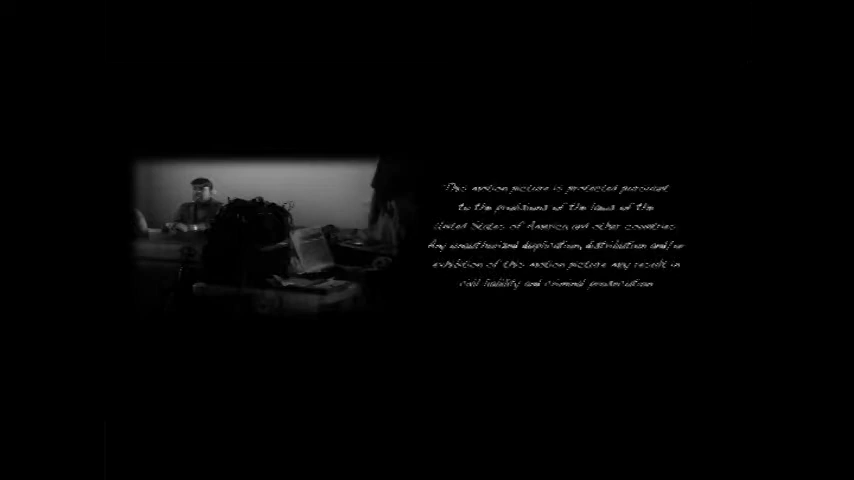 This motion picture is protected pursuant
to the provisions of the laws of the
United States of America and other countries.
Any unauthorized duplication, distribution and/or
exhibition of this motion picture may result in
civil liability and criminal prosecution